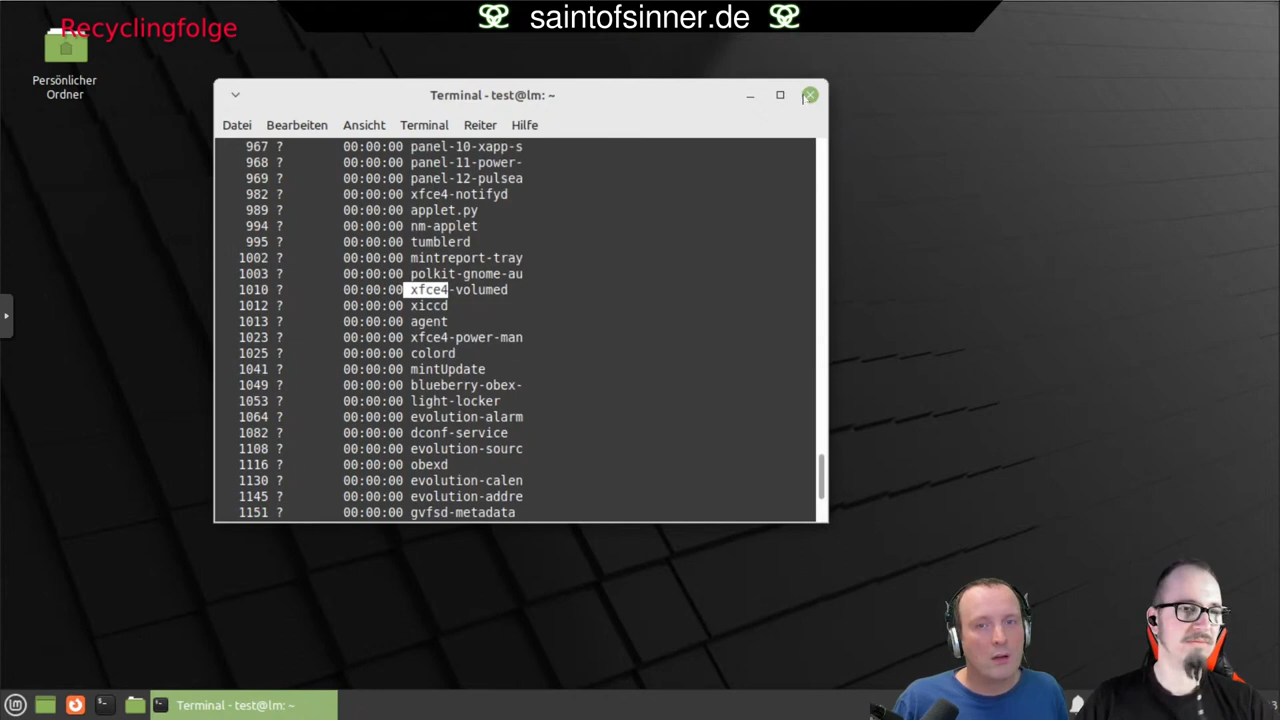 saintofsinner.de
Recyclingfolge
Persönlicher
Ordner
Terminal - test@lm: ~
Datei Bearbeiten Ansicht Terminal Reiter Hilfe
967 ? 00:00:00 panel-10-xapp-s
968 ? 00:00:00 panel-11-power-
969 ? 00:00:00 panel-12-pulsea
982 ? 00:00:00 xfce4-notifyd
989 ? 00:00:00 applet.py
994 ? 00:00:00 nm-applet
995 ? 00:00:00 tumblerd
1002 ? 00:00:00 mintreport-tray
1003 ? 00:00:00 polkit-gnome-au
1010 ? 00:00:00 xfce4-volumed
1012 ? 00:00:00 xiccd
1013 ? 00:00:00 agent
1023 ? 00:00:00 xfce4-power-man
1025 ? 00:00:00 colord
1041 ? 00:00:00 mintUpdate
1049 ? 00:00:00 blueberry-obex-
1053 ? 00:00:00 light-locker
1064 ? 00:00:00 evolution-alarm
1082 ? 00:00:00 dconf-service
1108 ? 00:00:00 evolution-sourc
1116 ? 00:00:00 obexd
1130 ? 00:00:00 evolution-calen
1145 ? 00:00:00 evolution-addre
1151 ? 00:00:00 gvfsd-metadata
Terminal - test@lm: ~